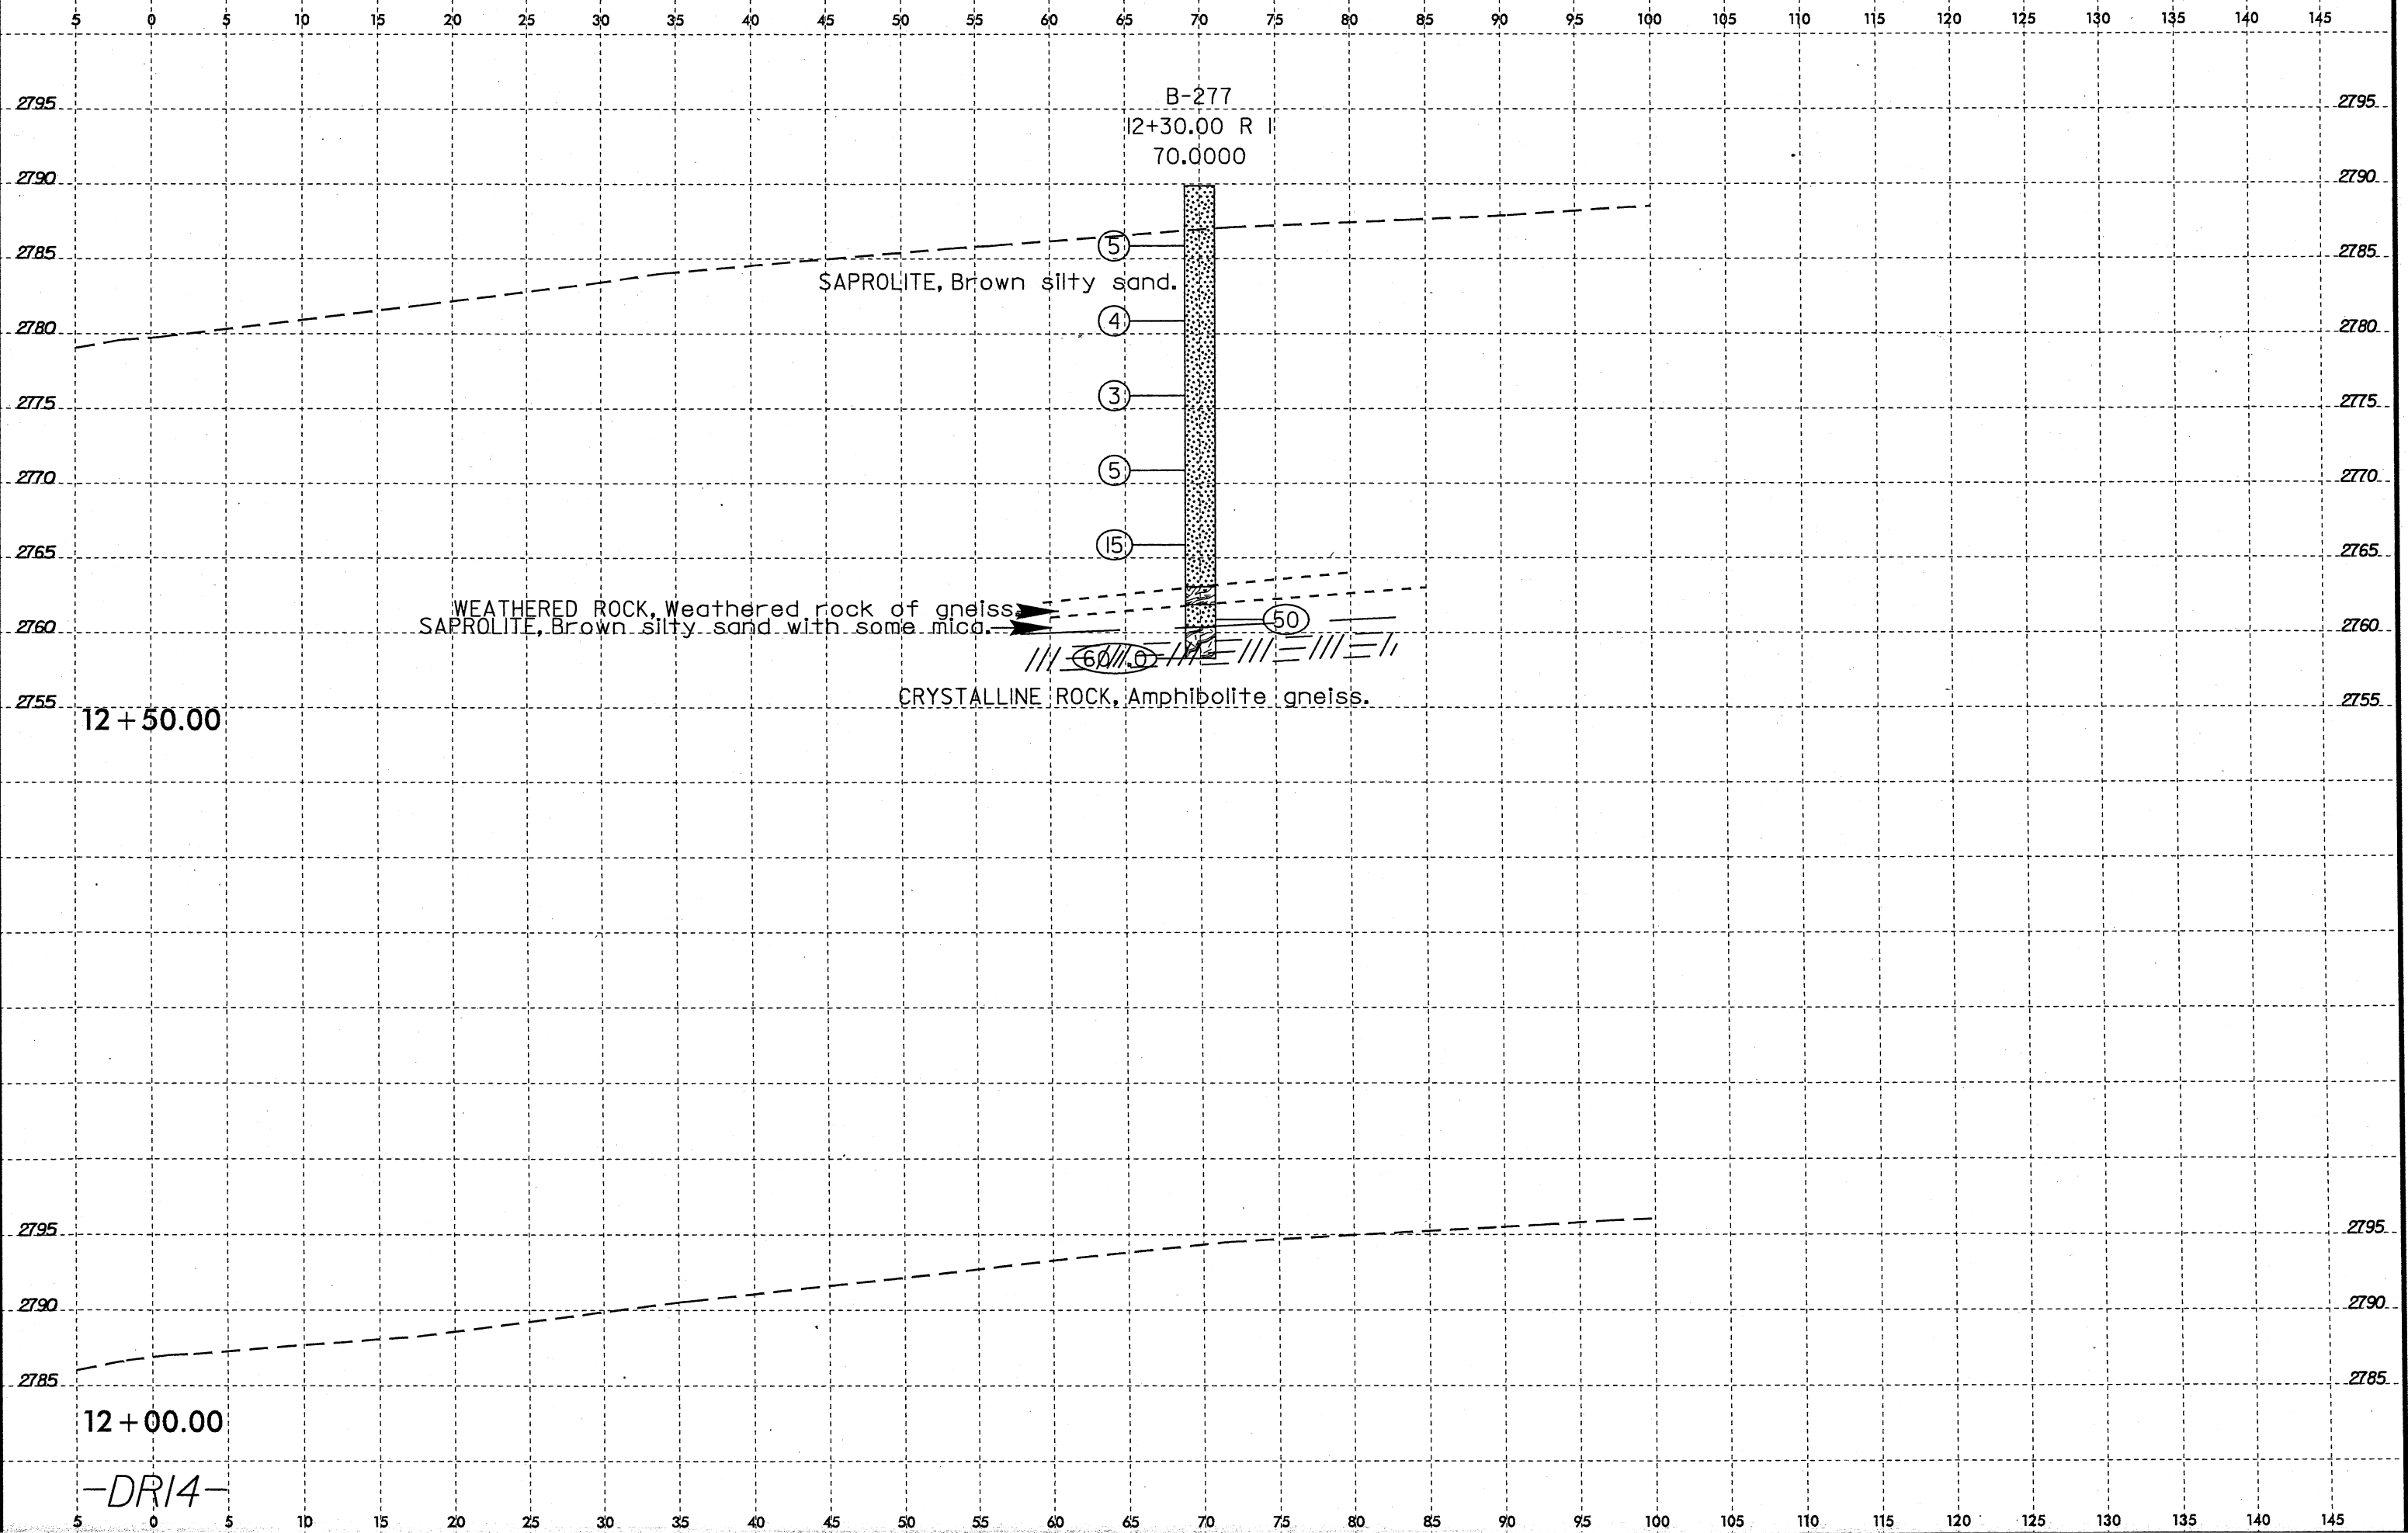 5 0 5 10 15 20 25 30 35 40 45 50 55 60 65 70 75 80 85 90 95 100 105 110 115 120 125 130 135 140 145
2795 2795
B-277
12+30.00 R 1
70.0000
2790 2790
5
2785 2785
SAPROLITE, Brown silty sand.
4
2780 2780
3
2775 2775
5
2770 2770
15
2765 2765
WEATHERED ROCK, Weathered rock of gneiss.
50
SAPROLITE, Brown silty sand with some mica.
2760 2760
CRYSTALLINE ROCK, Amphibolite gneiss.
2755 2755
12+50.00
2795 2795
2790 2790
2785 2785
12+00.00
-DR14-
5 0 5 10 15 20 25 30 35 40 45 50 55 60 65 70 75 80 85 90 95 100 105 110 115 120 125 130 135 140 145